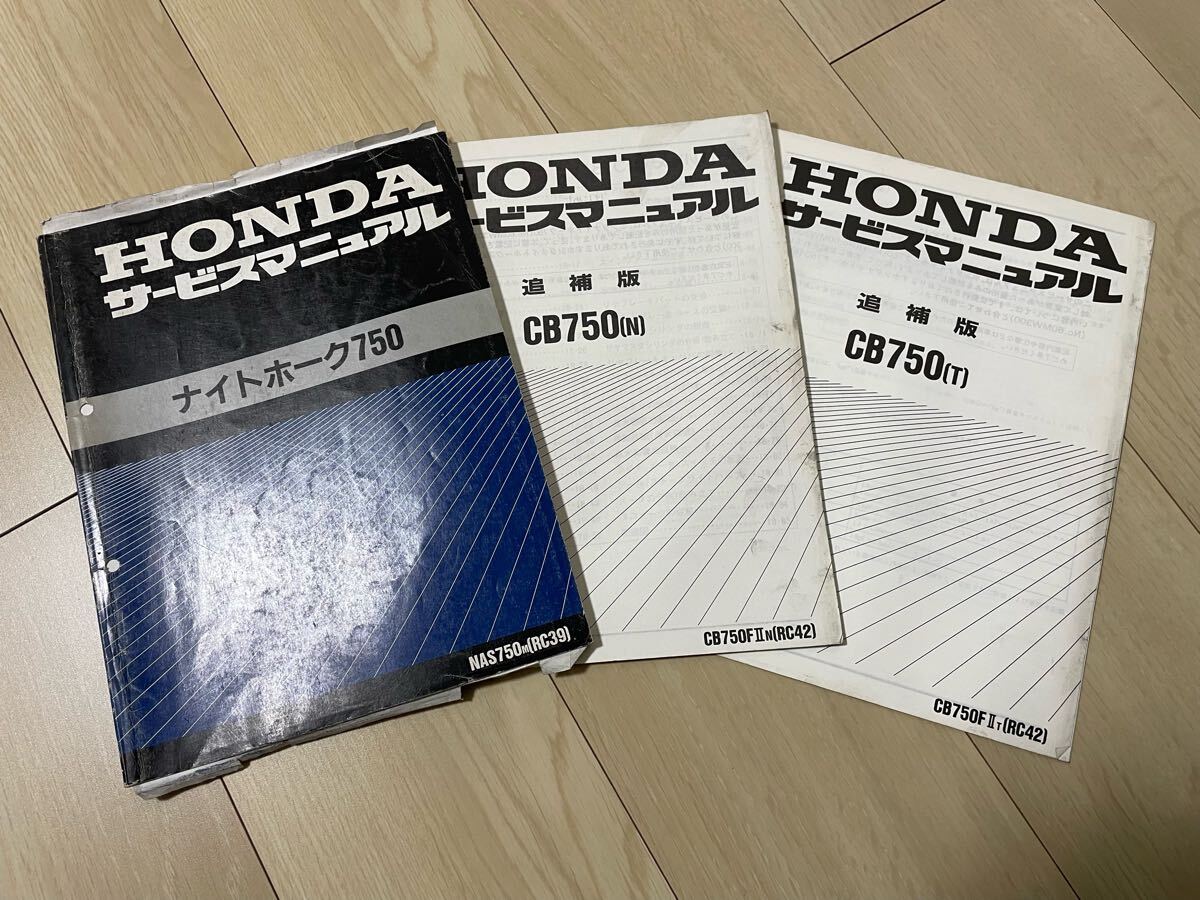 HONDA
サービスマニュアル
ナイトホーク750
NAS750M(RC39)
HONDA
サービスマニュアル
追補版
CB750(N)
CB750FⅡN(RC42)
HONDA
サービスマニュアル
追補版
CB750(T)
CB750FⅡT(RC42)